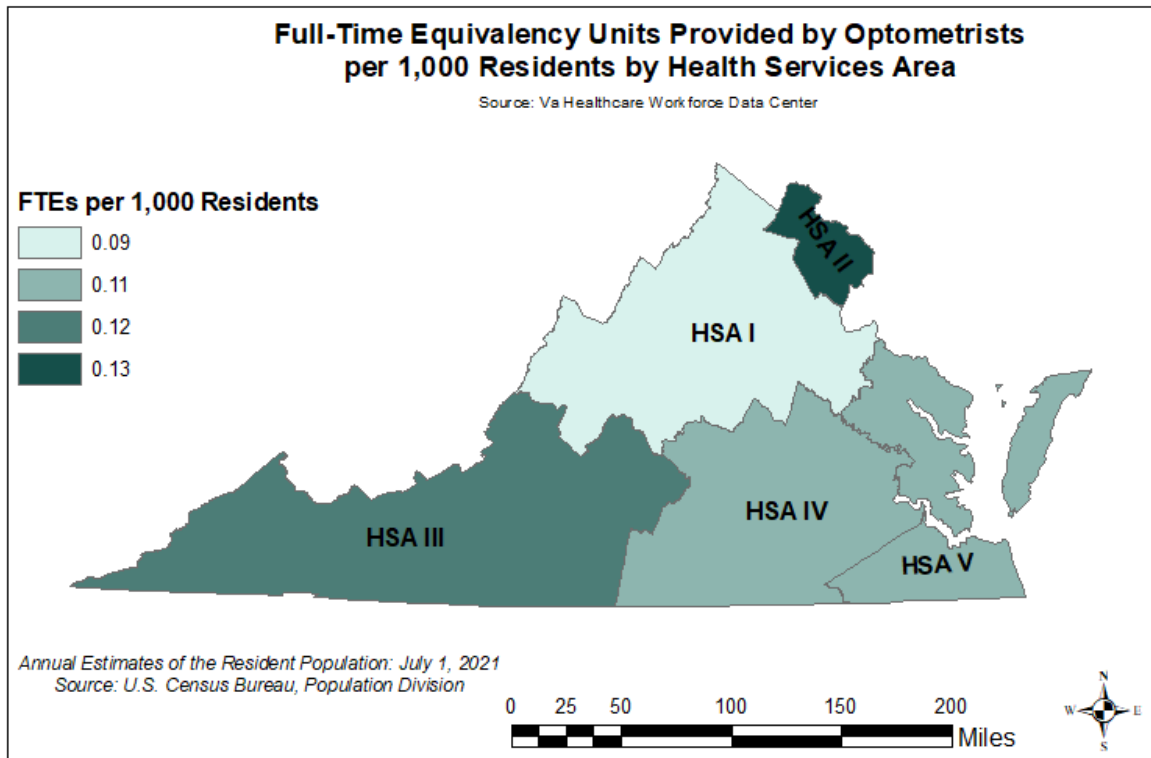 Full-Time Equivalency Units Provided by Optometrists
per 1,000 Residents by Health Services Area
Source: Va Healthcare Workforce Data Center
FTEs per 1,000 Residents
0.09
0.11
0.12
0.13
HSA II
HSA I
HSA IV
HSA III
HSA V
Annual Estimates of the Resident Population: July 1, 2021
Source: U.S. Census Bureau, Population Division
0 25 50 100 150 200
Miles
N
W E
S